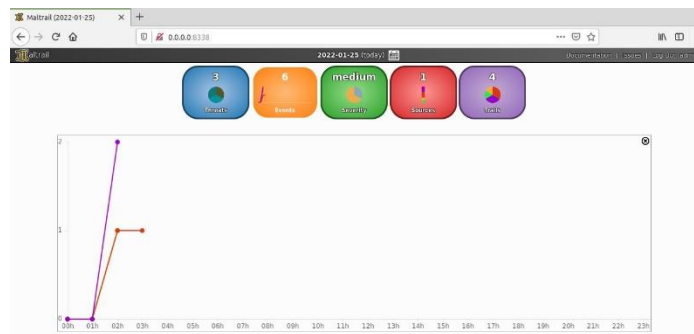 Maltrail (2022-01-25) × +
0.0.0.0:8338
altrail 2022-01-25 (today) Documentation | Issues | Log Out
3 6 medium 1 4
Threats Events Severity Sources Trails
2
1
0
00h 01h 02h 03h 04h 05h 06h 07h 08h 09h 10h 11h 12h 13h 14h 15h 16h 17h 18h 19h 20h 21h 22h 23h